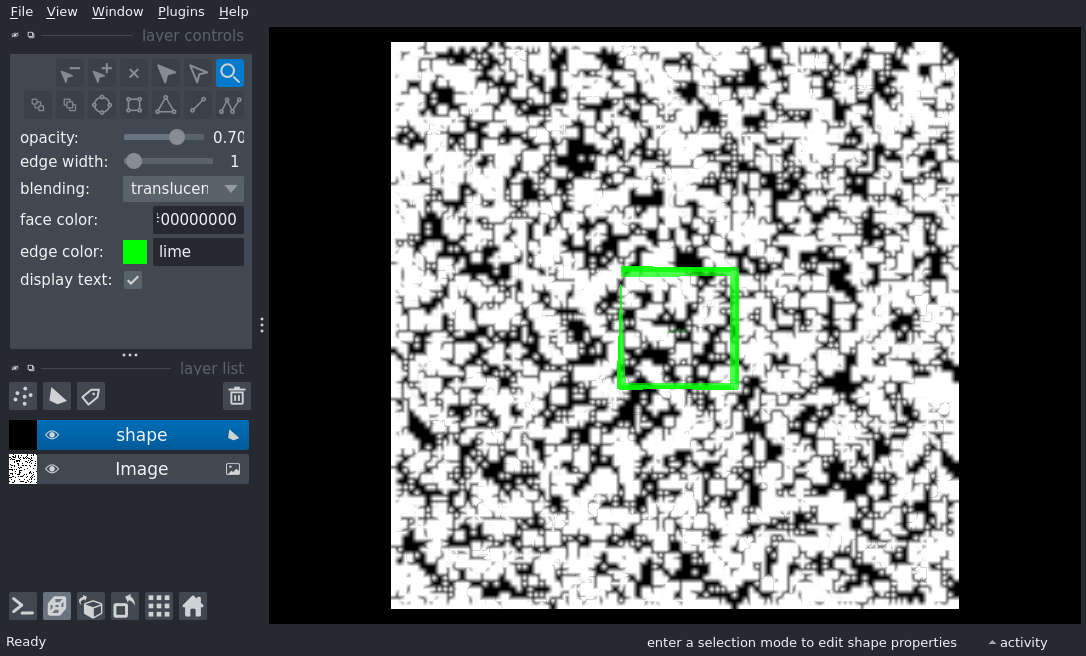 File View Window Plugins Help
layer controls
opacity: 0.70
edge width: 1
blending: translucen
face color: 00000000
edge color: lime
display text:
layer list
shape
Image
Ready enter a selection mode to edit shape properties activity